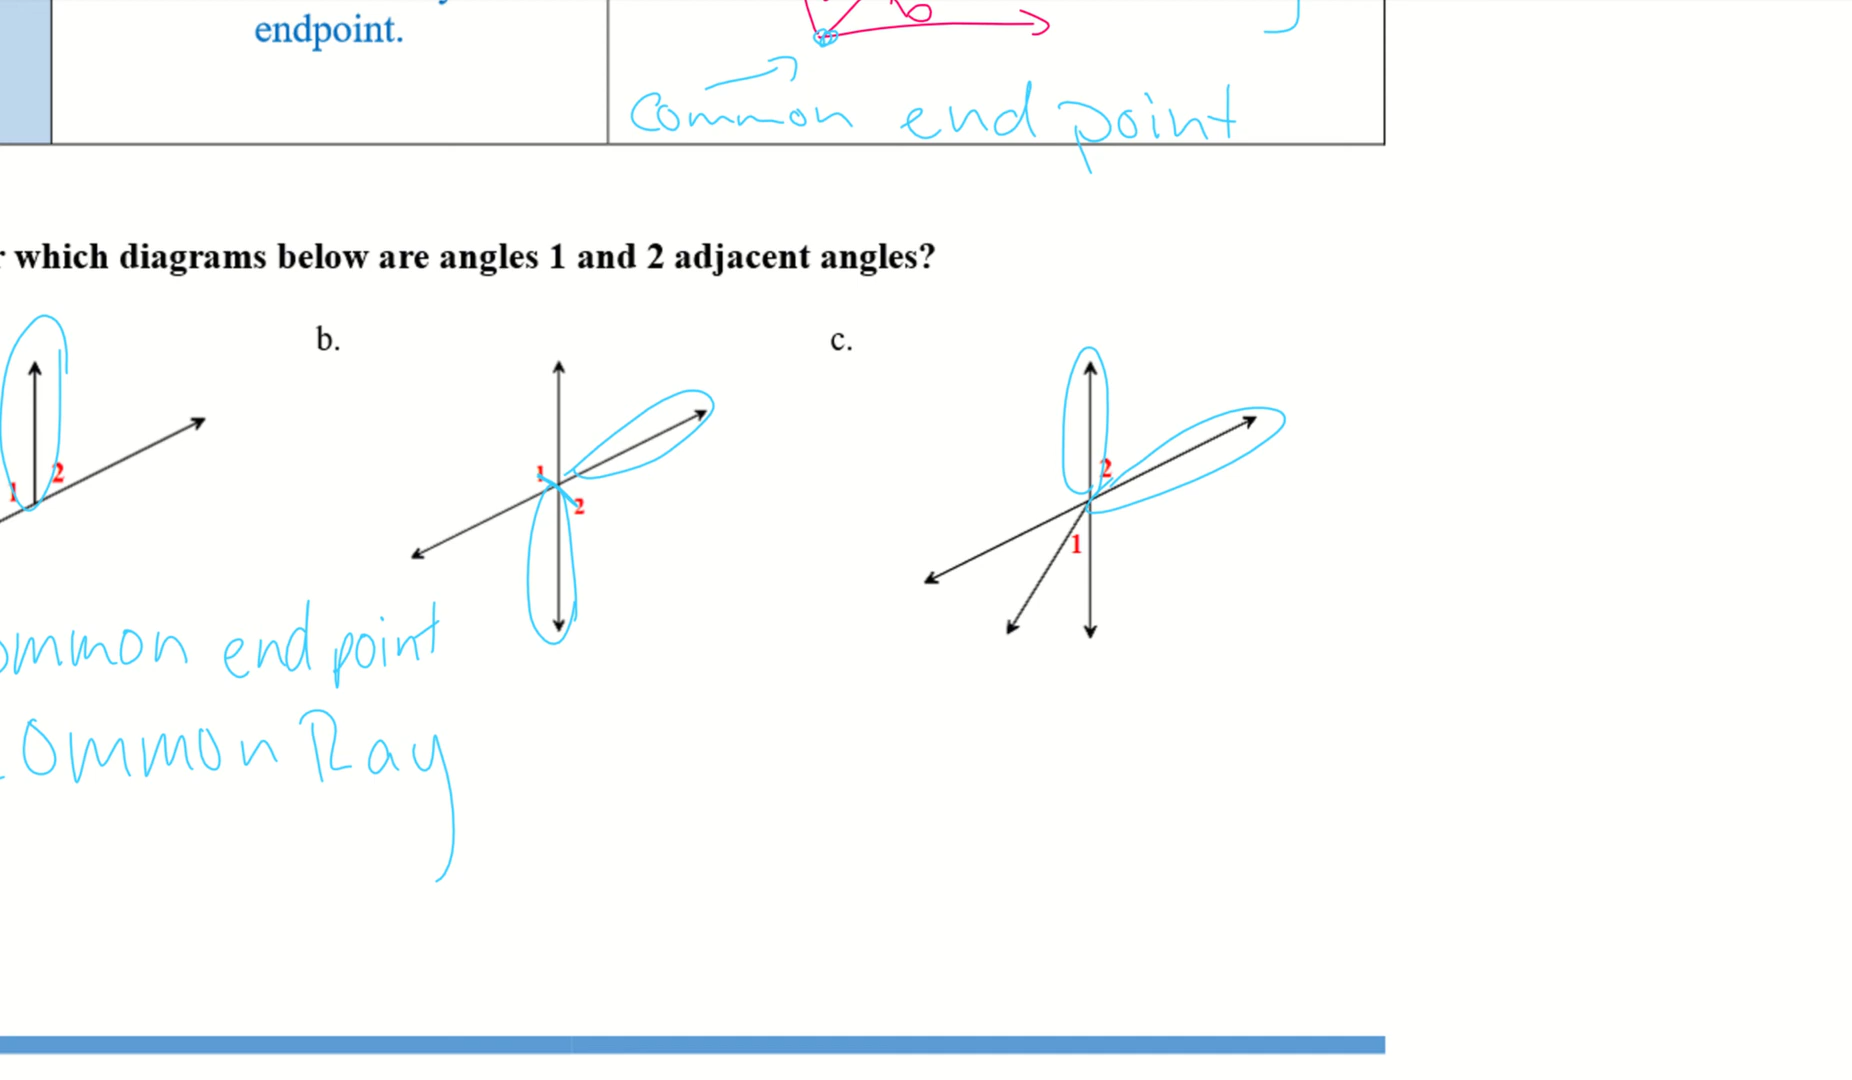 endpoint.
common end point
which diagrams below are angles 1 and 2 adjacent angles?
b.
c.
1
2
1
2
2
1
ommon end point
ommon Ray